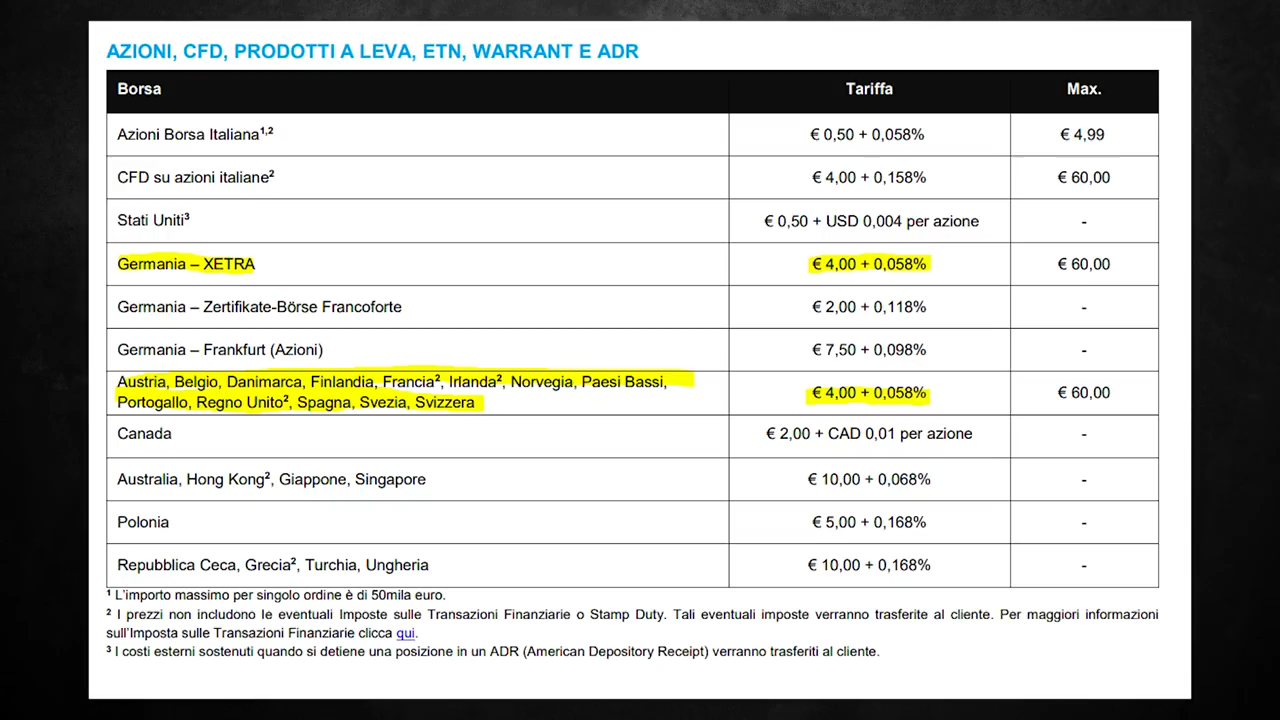 AZIONI, CFD, PRODOTTI A LEVA, ETN, WARRANT E ADR
Borsa Tariffa Max.
Azioni Borsa Italiana¹,² € 0,50 + 0,058% € 4,99
CFD su azioni italiane² € 4,00 + 0,158% € 60,00
Stati Uniti³ € 0,50 + USD 0,004 per azione -
Germania – XETRA € 4,00 + 0,058% € 60,00
Germania – Zertifikate-Börse Francoforte € 2,00 + 0,118% -
Germania – Frankfurt (Azioni) € 7,50 + 0,098% -
Austria, Belgio, Danimarca, Finlandia, Francia², Irlanda², Norvegia, Paesi Bassi,
Portogallo, Regno Unito², Spagna, Svezia, Svizzera € 4,00 + 0,058% € 60,00
Canada € 2,00 + CAD 0,01 per azione -
Australia, Hong Kong², Giappone, Singapore € 10,00 + 0,068% -
Polonia € 5,00 + 0,168% -
Repubblica Ceca, Grecia², Turchia, Ungheria € 10,00 + 0,168% -
¹ L'importo massimo per singolo ordine è di 50mila euro.
² I prezzi non includono le eventuali Imposte sulle Transazioni Finanziarie o Stamp Duty. Tali eventuali imposte verranno trasferite al cliente. Per maggiori informazioni
sull'Imposta sulle Transazioni Finanziarie clicca qui.
³ I costi esterni sostenuti quando si detiene una posizione in un ADR (American Depository Receipt) verranno trasferiti al cliente.